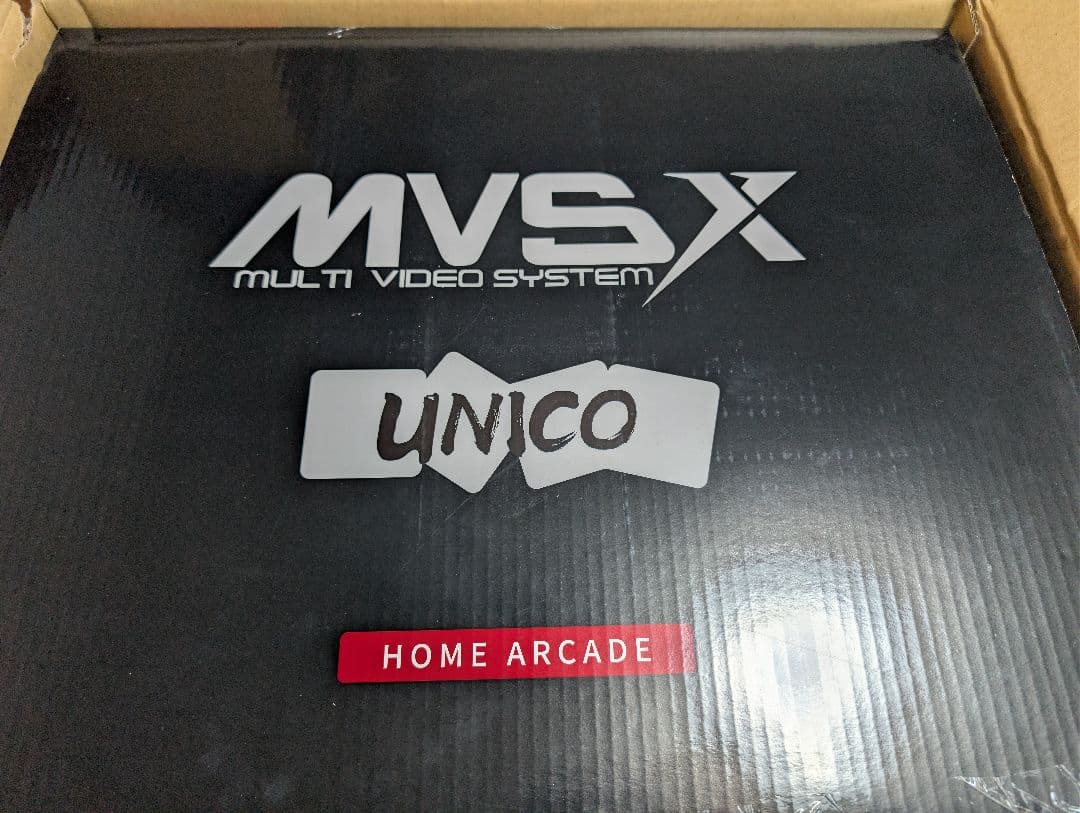 MVSX
MULTI VIDEO SYSTEM
UNICO
HOME ARCADE